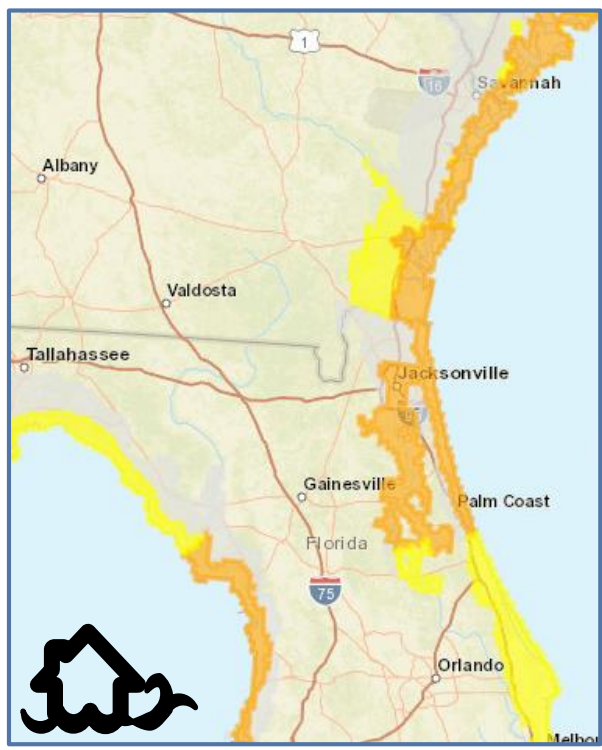 1
16
Savannah
Albany
Valdosta
Tallahassee
Jacksonville
Gainesville
Palm Coast
Florida
75
Orlando